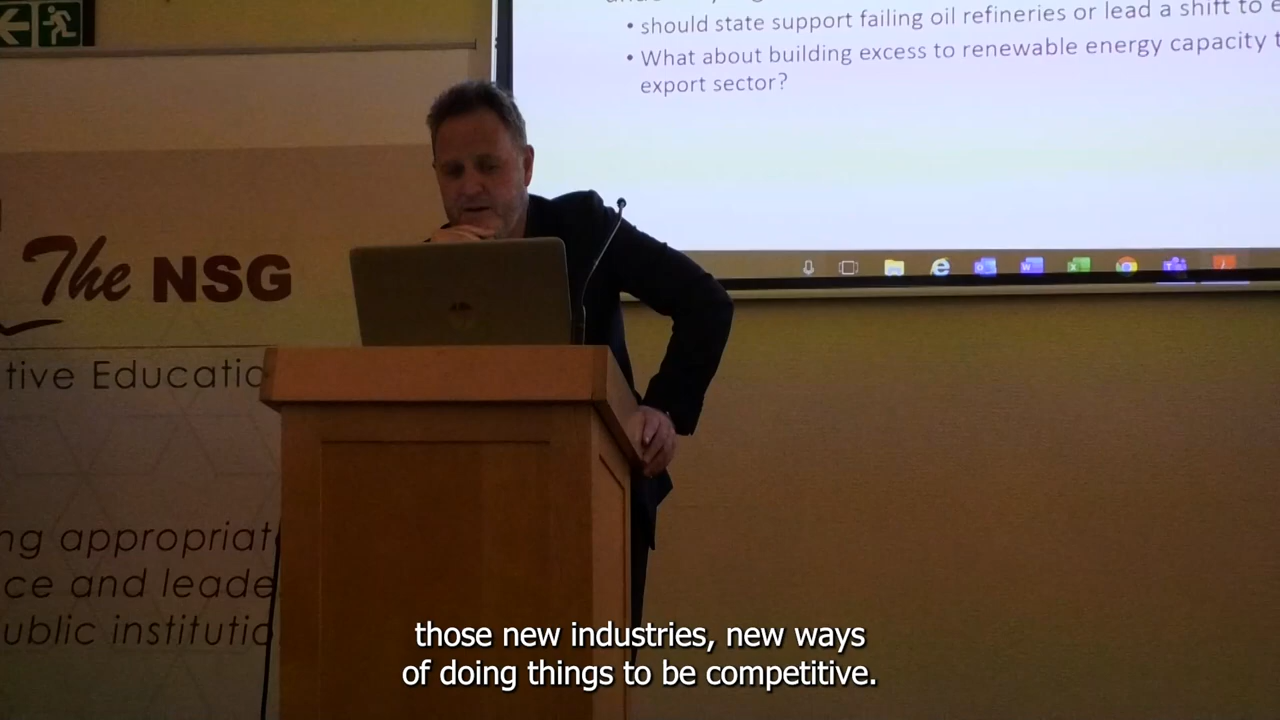 • should state support failing oil refineries or lead a shift to
• What about building excess to renewable energy capacity
export sector?
The NSG
tive Educatio
ng appropriat
ce and leade
ublic institutio
those new industries, new ways
of doing things to be competitive.